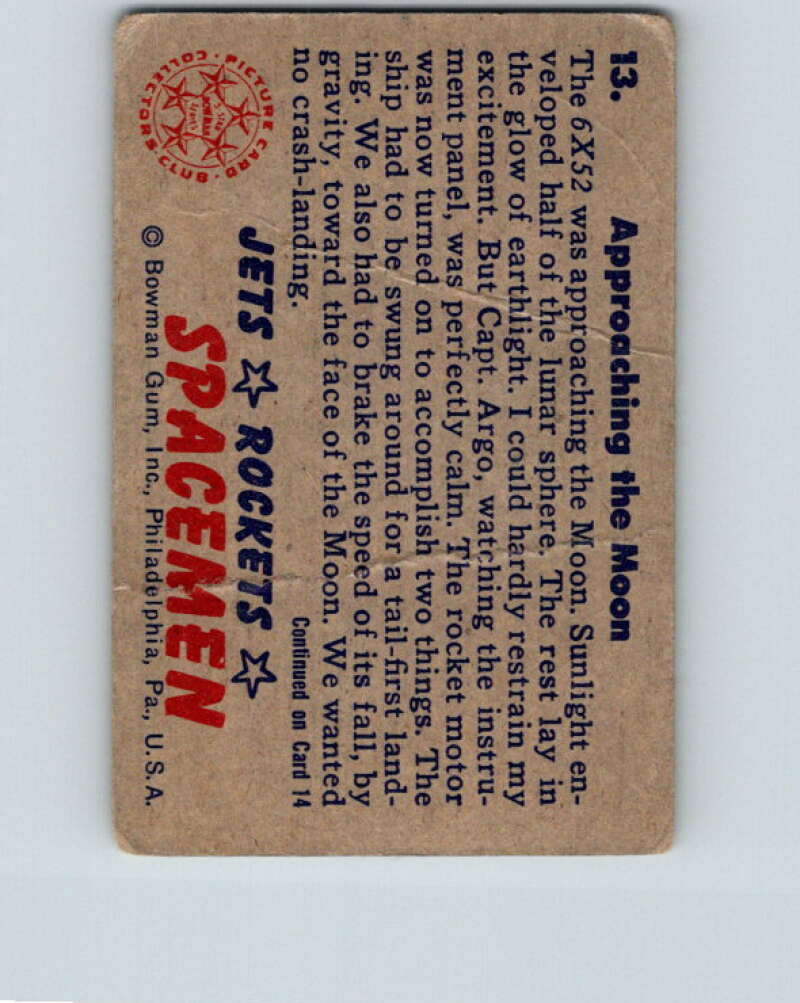 13. Approaching the Moon
The 6X52 was approaching the Moon. Sunlight en-
veloped half of the lunar sphere. The rest lay in
the glow of earthlight. I could hardly restrain my
excitement. But Capt. Argo, watching the instru-
ment panel, was perfectly calm. The rocket motor
was now turned on to accomplish two things. The
ship had to be swung around for a tail-first land-
ing. We also had to brake the speed of its fall, by
gravity, toward the face of the Moon. We wanted
no crash-landing.
Continued on Card 14
PICTURE CARD COLLECTORS CLUB
5 STAR
BOWMAN
JETS ROCKETS
SPACEMEN
© Bowman Gum, Inc., Philadelphia, Pa., U.S.A.